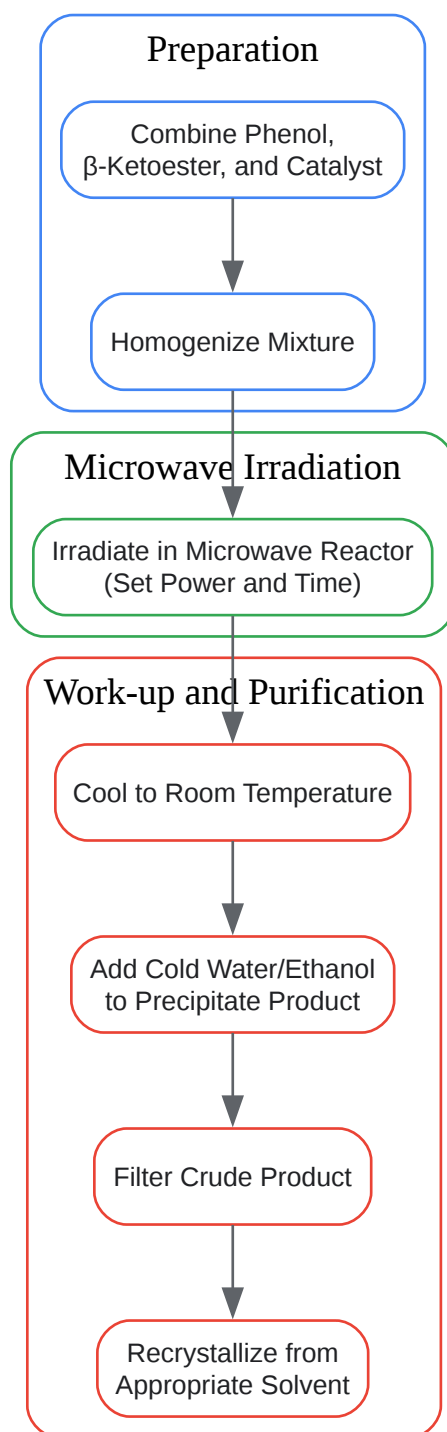 Preparation
Combine Phenol,
β-Ketoester, and Catalyst
Homogenize Mixture
Microwave Irradiation
Irradiate in Microwave Reactor
(Set Power and Time)
Work-up and Purification
Cool to Room Temperature
Add Cold Water/Ethanol
to Precipitate Product
Filter Crude Product
Recrystallize from
Appropriate Solvent